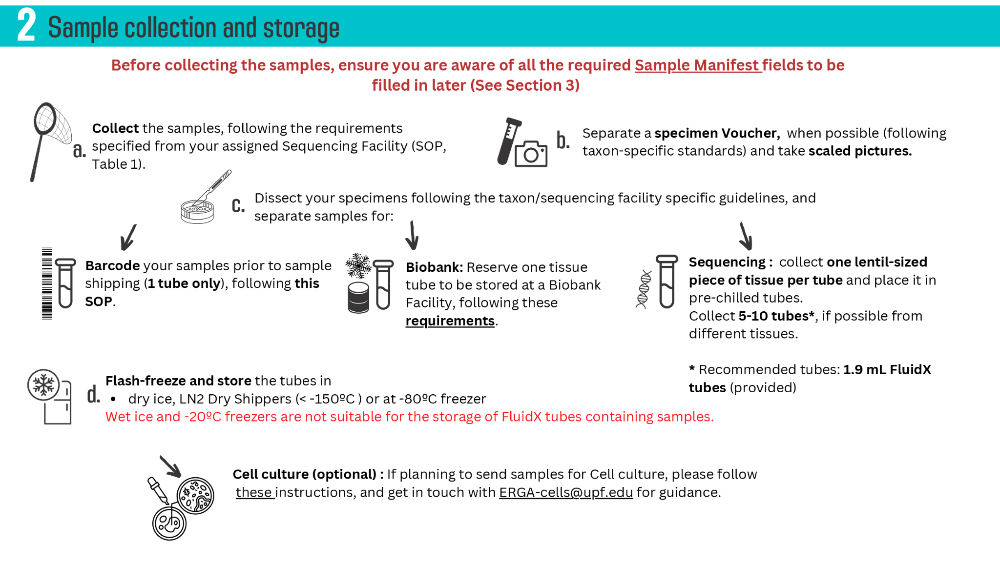 2 Sample collection and storage
Before collecting the samples, ensure you are aware of all the required Sample Manifest fields to be
filled in later (See Section 3)
a.
Collect the samples, following the requirements
specified from your assigned Sequencing Facility (SOP,
Table 1).
b.
Separate a specimen Voucher, when possible (following
taxon-specific standards) and take scaled pictures.
c.
Dissect your specimens following the taxon/sequencing facility specific guidelines, and
separate samples for:
Barcode your samples prior to sample
shipping (1 tube only), following this
SOP.
Biobank: Reserve one tissue
tube to be stored at a Biobank
Facility, following these
requirements.
Sequencing : collect one lentil-sized
piece of tissue per tube and place it in
pre-chilled tubes.
Collect 5-10 tubes*, if possible from
different tissues.
* Recommended tubes: 1.9 mL FluidX
tubes (provided)
d.
Flash-freeze and store the tubes in
• dry ice, LN2 Dry Shippers (< -150ºC ) or at -80ºC freezer
Wet ice and -20ºC freezers are not suitable for the storage of FluidX tubes containing samples.
Cell culture (optional) : If planning to send samples for Cell culture, please follow
these instructions, and get in touch with ERGA-cells@upf.edu for guidance.